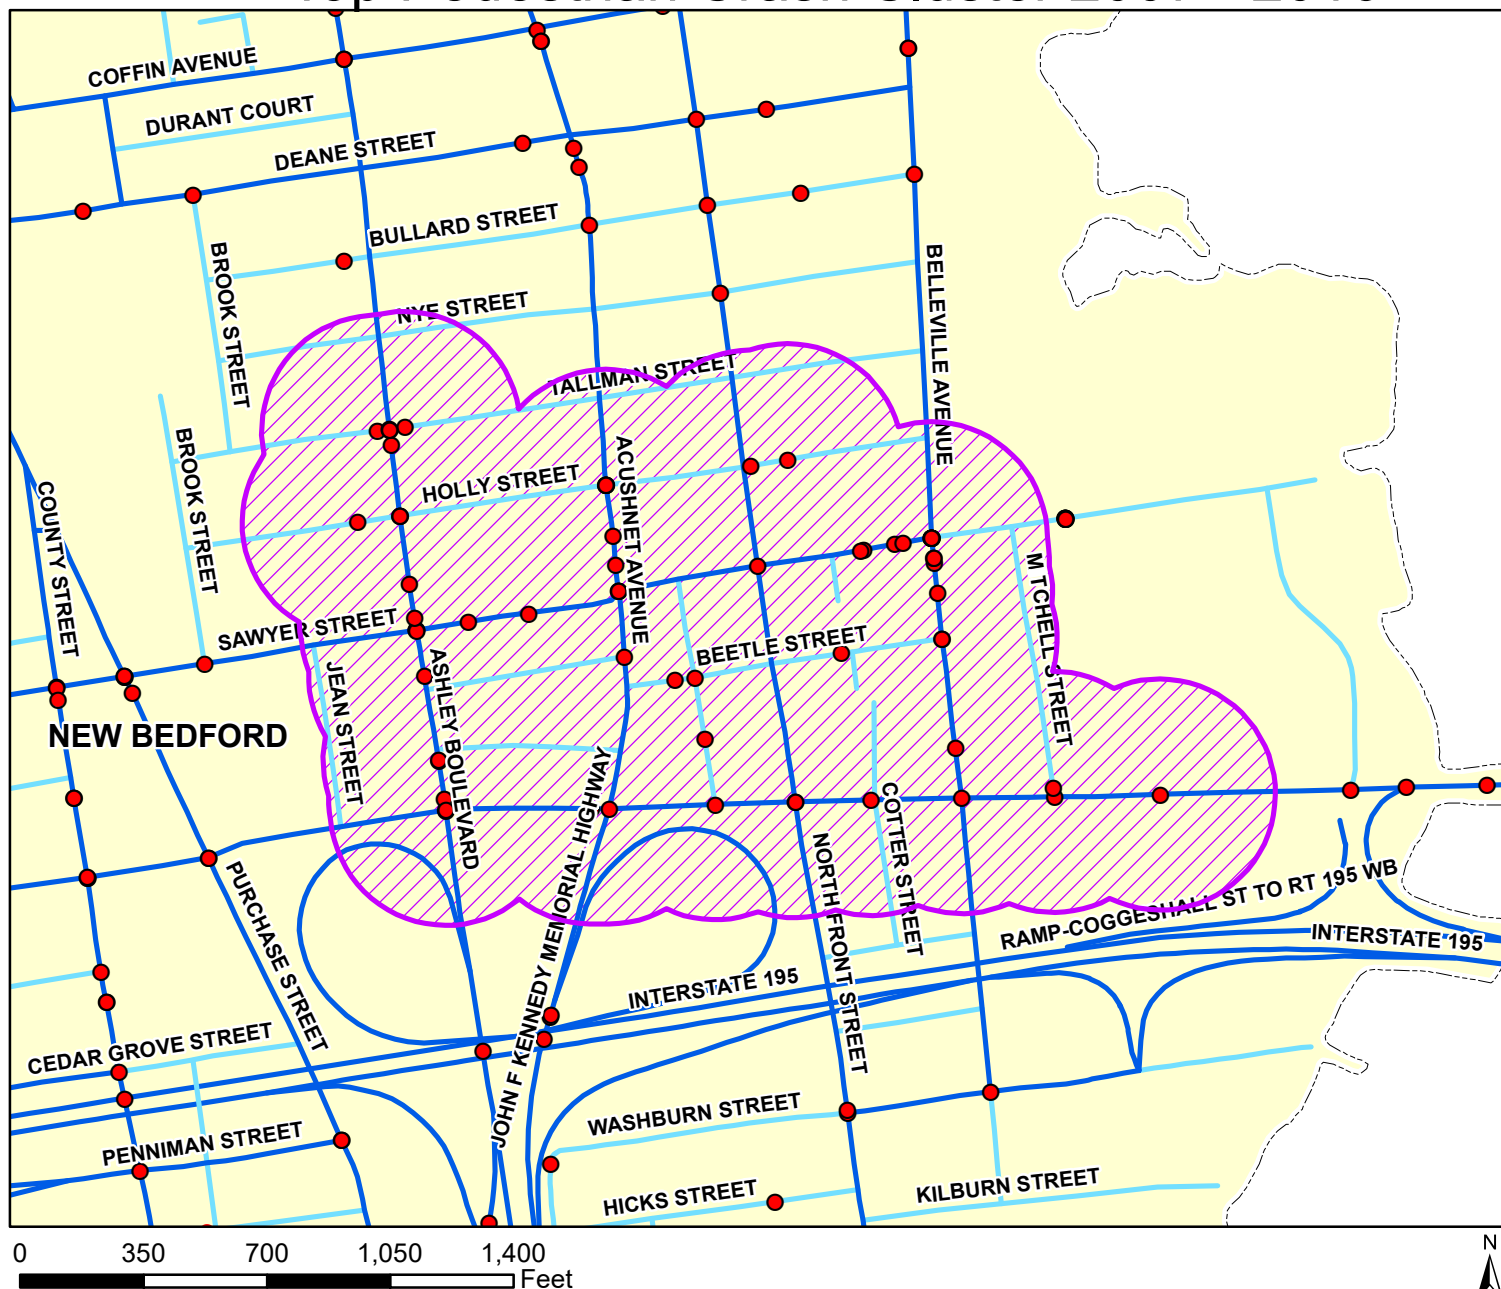 COFFIN AVENUE
DURANT COURT
DEANE STREET
BULLARD STREET
BROOK STREET
NYE STREET
BELLEVILLE AVENUE
TALLMAN STREET
BROOK STREET
COUNTY STREET
HOLLY STREET
ACUSHNET AVENUE
M TCHELL STREET
SAWYER STREET
BEETLE STREET
JEAN STREET
ASHLEY BOULEVARD
NEW BEDFORD
JOHN F KENNEDY MEMORIAL HIGHWAY
COTTER STREET
NORTH FRONT STREET
PURCHASE STREET
RAMP-COGGESHALL ST TO RT 195 WB
INTERSTATE 195
INTERSTATE 195
CEDAR GROVE STREET
WASHBURN STREET
PENNIMAN STREET
HICKS STREET
KILBURN STREET
0 350 700 1,050 1,400
Feet
N